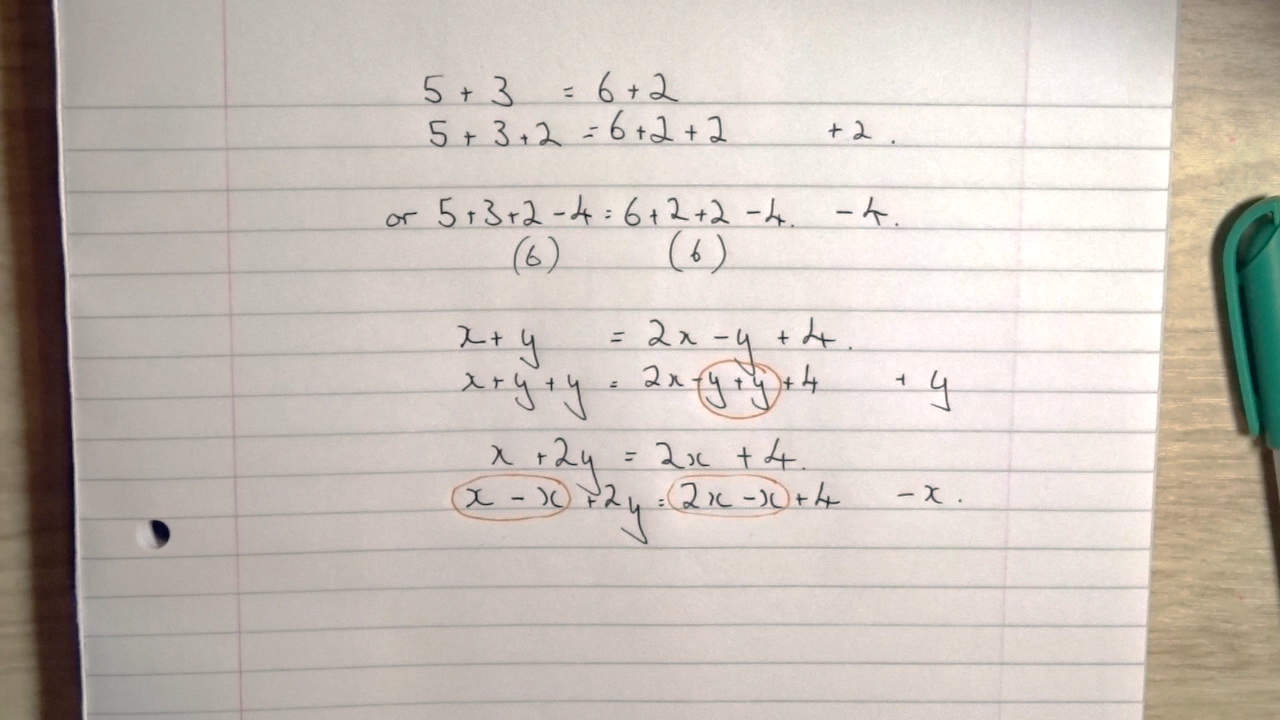 5 + 3 = 6 + 2
5 + 3 + 2 = 6 + 2 + 2 + 2 .
or 5 + 3 + 2 - 4 = 6 + 2 + 2 - 4. - 4.
(6) (6)
x + y = 2x - y + 4.
x + y + y = 2x - y + y + 4 + y
x + 2y = 2x + 4.
x - x + 2y = 2x - x + 4 - x .